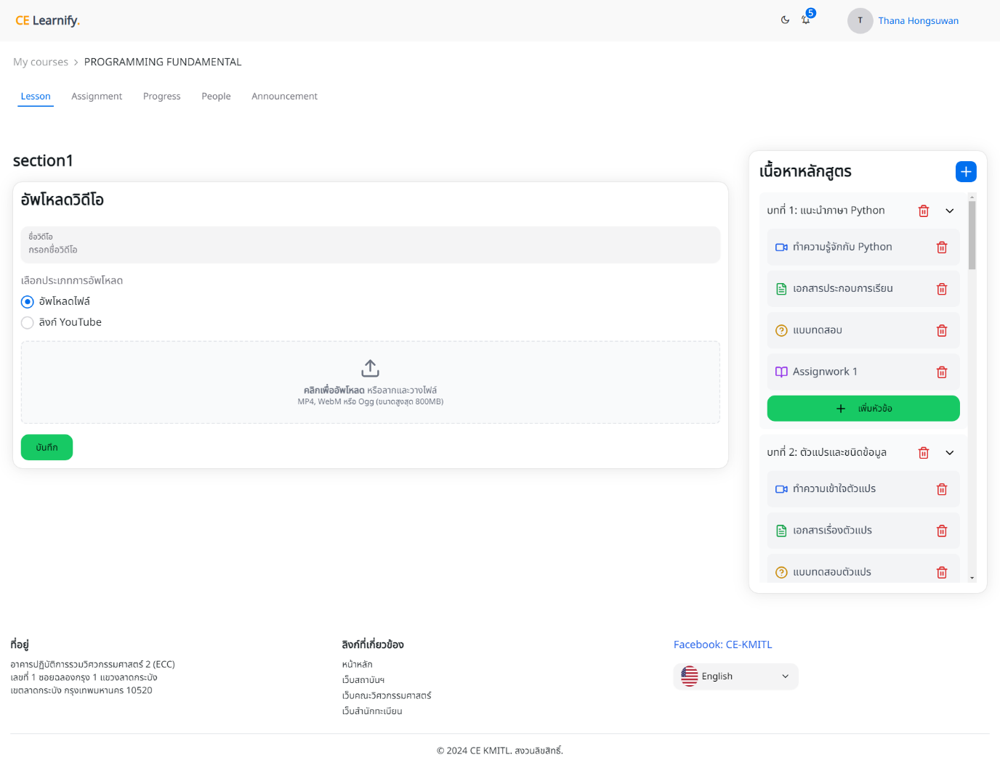 CE Learnify.
5
T
Thana Hongsuwan
My courses > PROGRAMMING FUNDAMENTAL
Lesson
Assignment
Progress
People
Announcement
section1
อัพโหลดวิดีโอ
ชื่อวิดีโอ
กรอกชื่อวิดีโอ
เลือกประเภทการอัพโหลด
อัพโหลดไฟล์
ลิงก์ YouTube
คลิกเพื่ออัพโหลด หรือลากและวางไฟล์
MP4, WebM หรือ Ogg (ขนาดสูงสุด 800MB)
บันทึก
เนื้อหาหลักสูตร
บทที่ 1: แนะนำภาษา Python
ทำความรู้จักกับ Python
เอกสารประกอบการเรียน
แบบทดสอบ
Assignwork 1
เพิ่มหัวข้อ
บทที่ 2: ตัวแปรและชนิดข้อมูล
ทำความเข้าใจตัวแปร
เอกสารเรื่องตัวแปร
แบบทดสอบตัวแปร
ที่อยู่
อาคารปฏิบัติการรวมวิศวกรรมศาสตร์ 2 (ECC)
เลขที่ 1 ซอยฉลองกรุง 1 แขวงลาดกระบัง
เขตลาดกระบัง กรุงเทพมหานคร 10520
ลิงก์ที่เกี่ยวข้อง
หน้าหลัก
เว็บสถาบันฯ
เว็บคณะวิศวกรรมศาสตร์
เว็บสำนักทะเบียน
Facebook: CE-KMITL
English
© 2024 CE KMITL. สงวนลิขสิทธิ์.